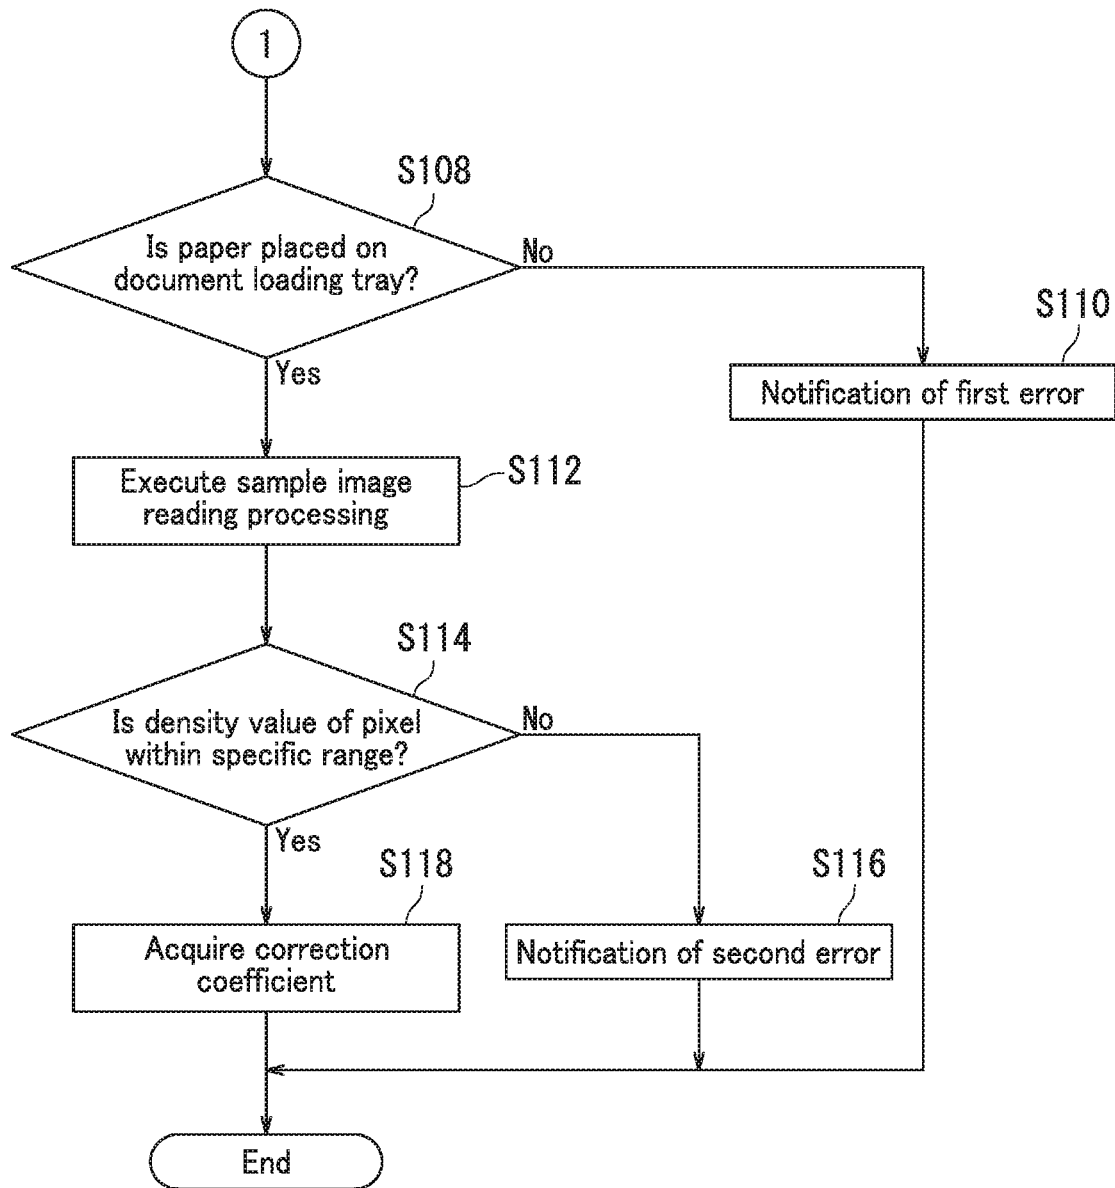 1
S108
Is paper placed on
document loading tray?
No
S110
Yes
Notification of first error
Execute sample image
reading processing
S112
S114
Is density value of pixel
within specific range?
No
Yes
S118
S116
Acquire correction
coefficient
Notification of second error
End